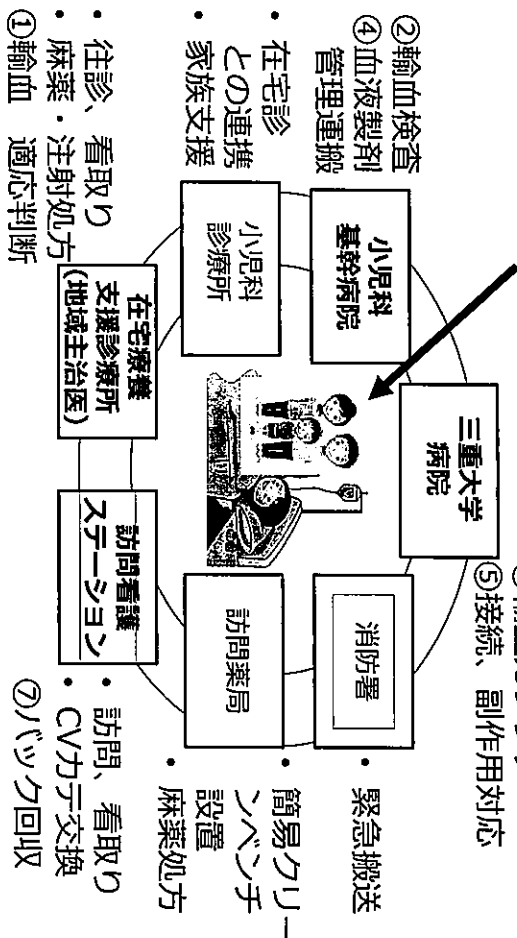 三重大学
病院
⑤接続、副作用対応
②輸血検査
④血液製剤
管理運搬
小児科
基幹病院
消防署
• 緊急搬送
• 在宅診
との連携
• 家族支援
小児科
診療所
訪問薬局
• 簡易クリー
ンベンチ
設置
• 麻薬処方
• 往診、看取り
• 麻薬・注射処方
①輸血 適応判断
在宅療養
支援診療所
(地域主治医)
訪問看護
ステーション
• 訪問、看取り
• CVカテ交換
⑦バック回収